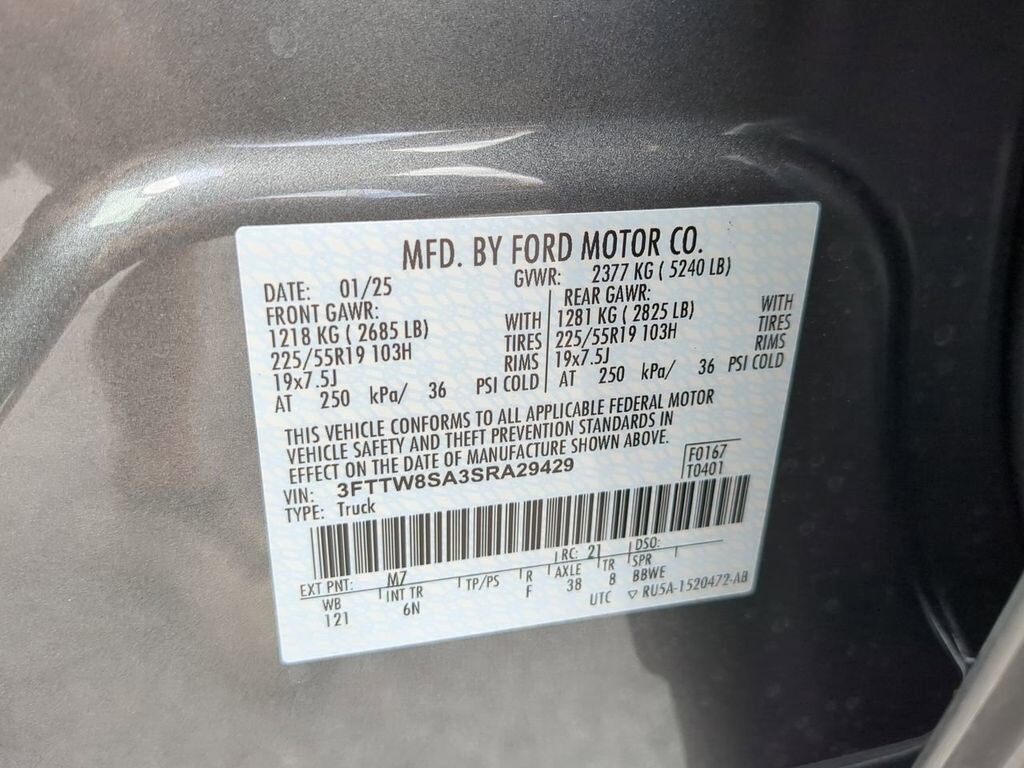 MFD. BY FORD MOTOR CO.
DATE: 01/25
GVWR: 2377 KG ( 5240 LB)
FRONT GAWR:
1218 KG ( 2685 LB) WITH
225/55R19 103H TIRES
19x7.5J RIMS
AT 250 kPa/ 36 PSI COLD
REAR GAWR:
1281 KG ( 2825 LB) WITH
225/55R19 103H TIRES
19x7.5J RIMS
AT 250 kPa/ 36 PSI COLD
THIS VEHICLE CONFORMS TO ALL APPLICABLE FEDERAL MOTOR
VEHICLE SAFETY AND THEFT PREVENTION STANDARDS IN
EFFECT ON THE DATE OF MANUFACTURE SHOWN ABOVE.
VIN: 3FTTW8SA3SRA29429
TYPE: Truck
F0167
T0401
EXT PNT: M7 RC: 21 DSO:
WB INT TR TP/PS R AXLE TR SPR
121 6N F 38 8 BBWE
UTC ▽ RU5A-1520472-AB